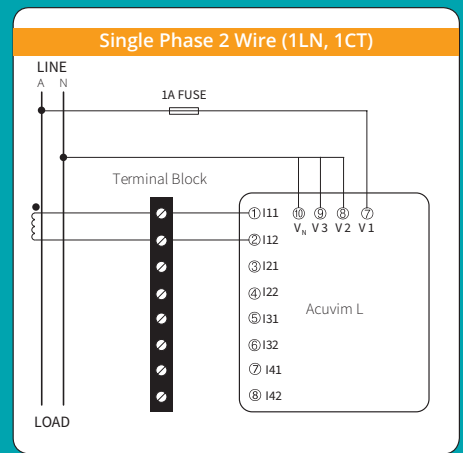 Single Phase 2 Wire (1LN, 1CT)
LINE
A N
1A FUSE
Terminal Block
① I11
⑩ ⑨ ⑧ ⑦
VN V3 V2 V1
② I12
③ I21
④ I22
Acuvim L
⑤ I31
⑥ I32
⑦ I41
⑧ I42
LOAD